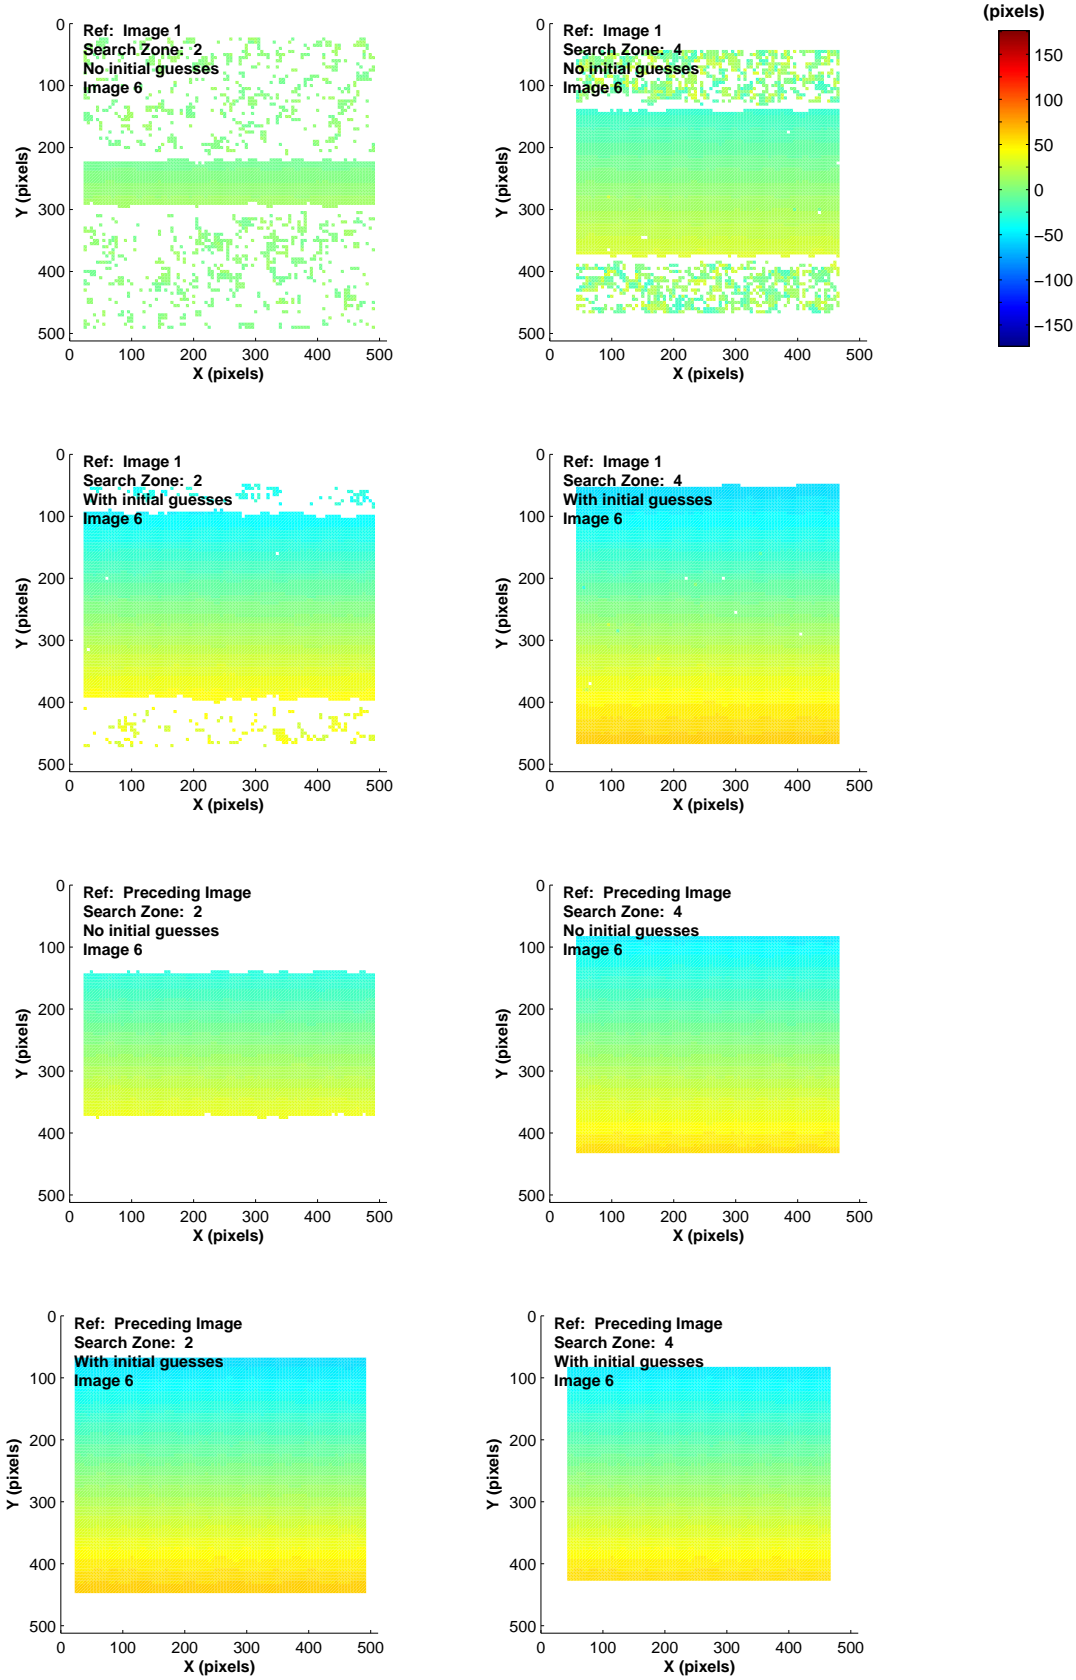 (pixels)
150
100
50
0
−50
−100
−150
Ref: Image 1
Search Zone: 2
No initial guesses
Image 6
0
100
200
300
400
500
Y (pixels)
0 100 200 300 400 500
X (pixels)
Ref: Image 1
Search Zone: 4
No initial guesses
Image 6
0
100
200
300
400
500
Y (pixels)
0 100 200 300 400 500
X (pixels)
Ref: Image 1
Search Zone: 2
With initial guesses
Image 6
0
100
200
300
400
500
Y (pixels)
0 100 200 300 400 500
X (pixels)
Ref: Image 1
Search Zone: 4
With initial guesses
Image 6
0
100
200
300
400
500
Y (pixels)
0 100 200 300 400 500
X (pixels)
Ref: Preceding Image
Search Zone: 2
No initial guesses
Image 6
0
100
200
300
400
500
Y (pixels)
0 100 200 300 400 500
X (pixels)
Ref: Preceding Image
Search Zone: 4
No initial guesses
Image 6
0
100
200
300
400
500
Y (pixels)
0 100 200 300 400 500
X (pixels)
Ref: Preceding Image
Search Zone: 2
With initial guesses
Image 6
0
100
200
300
400
500
Y (pixels)
0 100 200 300 400 500
X (pixels)
Ref: Preceding Image
Search Zone: 4
With initial guesses
Image 6
0
100
200
300
400
500
Y (pixels)
0 100 200 300 400 500
X (pixels)